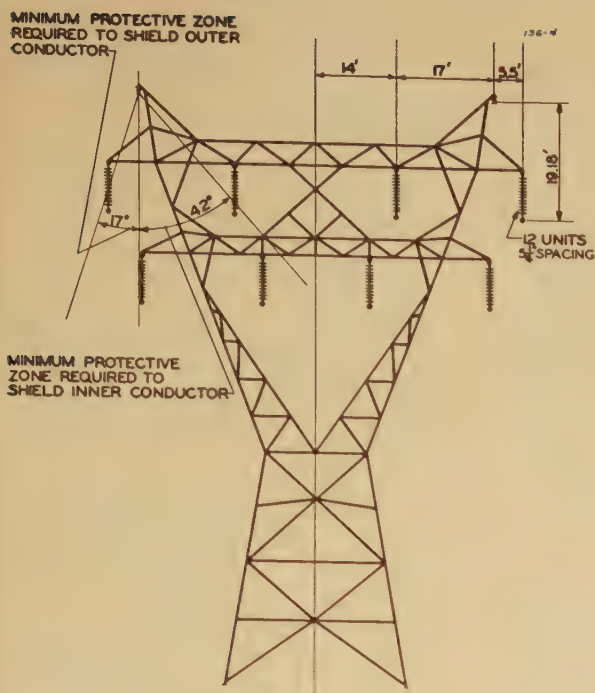 MINIMUM PROTECTIVE ZONE
REQUIRED TO SHIELD OUTER
CONDUCTOR
136-4
14'
17'
5.5'
19.18'
17°
42°
12 UNITS
5¾" SPACING
MINIMUM PROTECTIVE
ZONE REQUIRED TO
SHIELD INNER CONDUCTOR